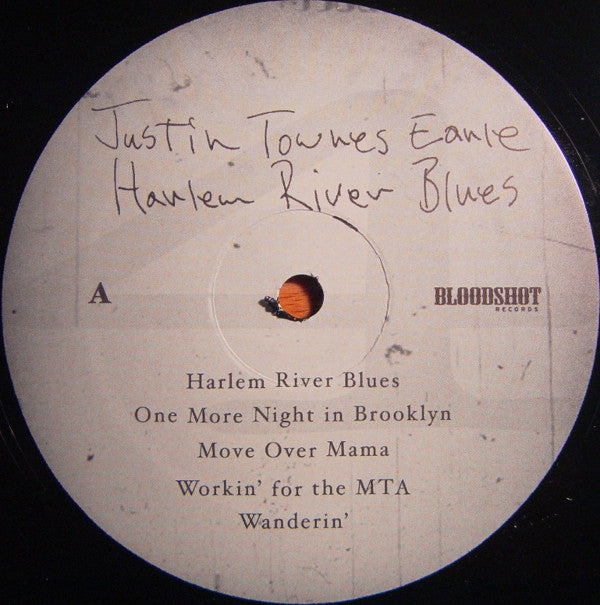 Justin Townes Earle
Harlem River Blues
A
BLOODSHOT
RECORDS
Harlem River Blues
One More Night in Brooklyn
Move Over Mama
Workin’ for the MTA
Wanderin’